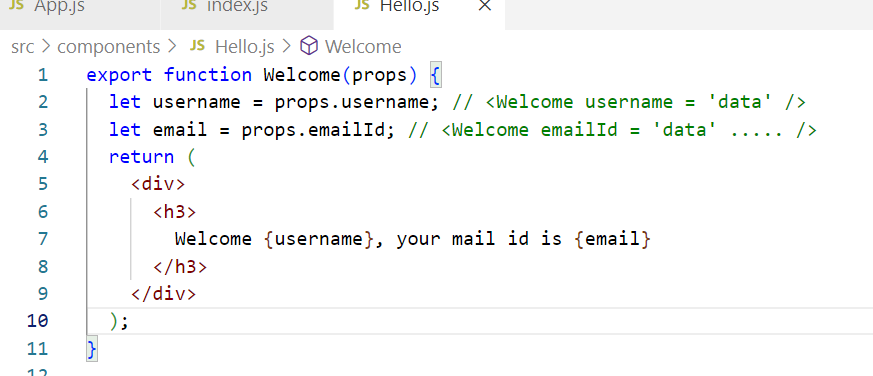 JS App.js JS index.js JS Hello.js ×
src > components > JS Hello.js > Welcome
1 export function Welcome(props) {
2 let username = props.username; // <Welcome username = 'data' />
3 let email = props.emailId; // <Welcome emailId = 'data' ..... />
4 return (
5 <div>
6 <h3>
7 Welcome {username}, your mail id is {email}
8 </h3>
9 </div>
10 );
11 }
12